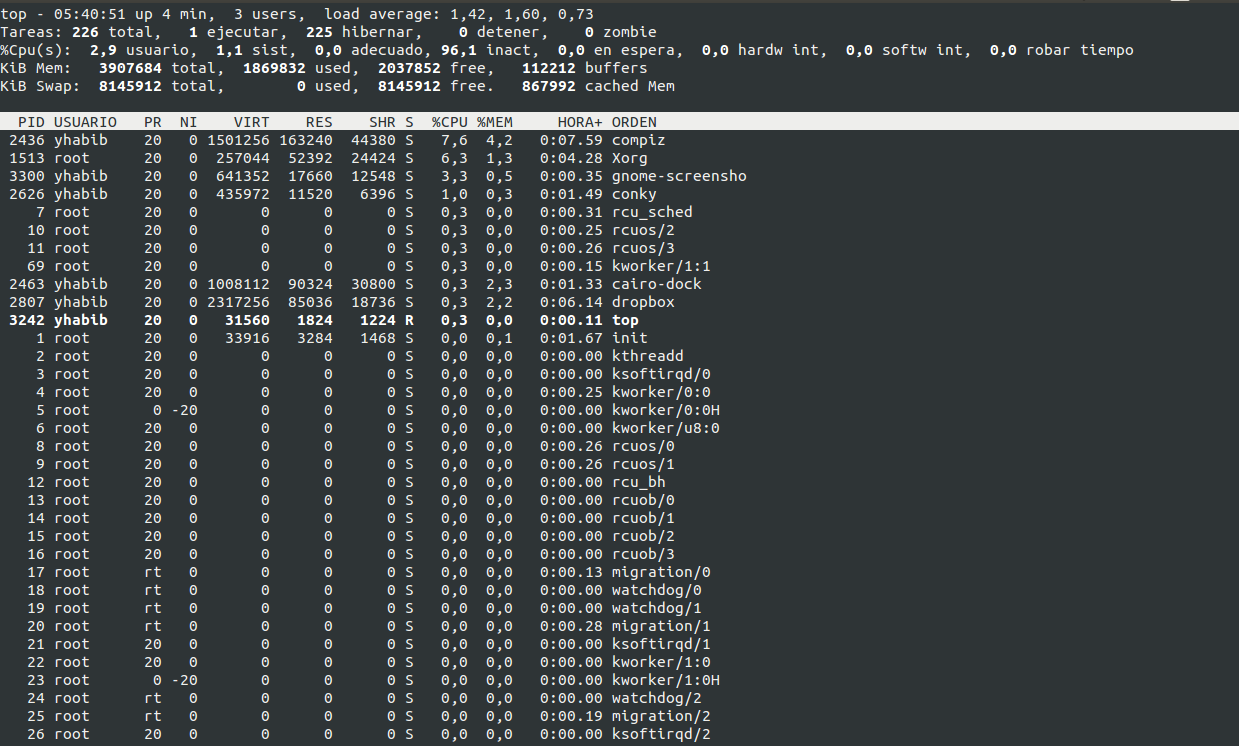 top - 05:40:51 up 4 min,  3 users,  load average: 1,42, 1,60, 0,73
Tareas: 226 total,   1 ejecutar, 225 hibernar,    0 detener,    0 zombie
%Cpu(s):  2,9 usuario,  1,1 sist,  0,0 adecuado, 96,1 inact,  0,0 en espera,  0,0 hardw int,  0,0 softw int,  0,0 robar tiempo
KiB Mem:   3907684 total,  1869832 used,  2037852 free,   112212 buffers
KiB Swap:  8145912 total,        0 used,  8145912 free.   867992 cached Mem
PID USUARIO   PR  NI    VIRT    RES    SHR S  %CPU %MEM     HORA+ ORDEN
2436 yhabib    20   0 1501256 163240  44380 S   7,6  4,2   0:07.59 compiz
1513 root      20   0  257044  52392  24424 S   6,3  1,3   0:04.28 Xorg
3300 yhabib    20   0  641352  17660  12548 S   3,3  0,5   0:00.35 gnome-screensho
2626 yhabib    20   0  435972  11520   6396 S   1,0  0,3   0:01.49 conky
7 root      20   0       0      0      0 S   0,3  0,0   0:00.31 rcu_sched
10 root      20   0       0      0      0 S   0,3  0,0   0:00.25 rcuos/2
11 root      20   0       0      0      0 S   0,3  0,0   0:00.26 rcuos/3
69 root      20   0       0      0      0 S   0,3  0,0   0:00.15 kworker/1:1
2463 yhabib    20   0 1008112  90324  30800 S   0,3  2,3   0:01.33 cairo-dock
2807 yhabib    20   0 2317256  85036  18736 S   0,3  2,2   0:06.14 dropbox
3242 yhabib    20   0   31560   1824   1224 R   0,3  0,0   0:00.11 top
1 root      20   0   33916   3284   1468 S   0,0  0,1   0:01.67 init
2 root      20   0       0      0      0 S   0,0  0,0   0:00.00 kthreadd
3 root      20   0       0      0      0 S   0,0  0,0   0:00.00 ksoftirqd/0
4 root      20   0       0      0      0 S   0,0  0,0   0:00.25 kworker/0:0
5 root       0 -20       0      0      0 S   0,0  0,0   0:00.00 kworker/0:0H
6 root      20   0       0      0      0 S   0,0  0,0   0:00.00 kworker/u8:0
8 root      20   0       0      0      0 S   0,0  0,0   0:00.26 rcuos/0
9 root      20   0       0      0      0 S   0,0  0,0   0:00.26 rcuos/1
12 root      20   0       0      0      0 S   0,0  0,0   0:00.00 rcu_bh
13 root      20   0       0      0      0 S   0,0  0,0   0:00.00 rcuob/0
14 root      20   0       0      0      0 S   0,0  0,0   0:00.00 rcuob/1
15 root      20   0       0      0      0 S   0,0  0,0   0:00.00 rcuob/2
16 root      20   0       0      0      0 S   0,0  0,0   0:00.00 rcuob/3
17 root      rt   0       0      0      0 S   0,0  0,0   0:00.13 migration/0
18 root      rt   0       0      0      0 S   0,0  0,0   0:00.00 watchdog/0
19 root      rt   0       0      0      0 S   0,0  0,0   0:00.00 watchdog/1
20 root      rt   0       0      0      0 S   0,0  0,0   0:00.28 migration/1
21 root      20   0       0      0      0 S   0,0  0,0   0:00.00 ksoftirqd/1
22 root      20   0       0      0      0 S   0,0  0,0   0:00.00 kworker/1:0
23 root       0 -20       0      0      0 S   0,0  0,0   0:00.00 kworker/1:0H
24 root      rt   0       0      0      0 S   0,0  0,0   0:00.00 watchdog/2
25 root      rt   0       0      0      0 S   0,0  0,0   0:00.19 migration/2
26 root      20   0       0      0      0 S   0,0  0,0   0:00.00 ksoftirqd/2